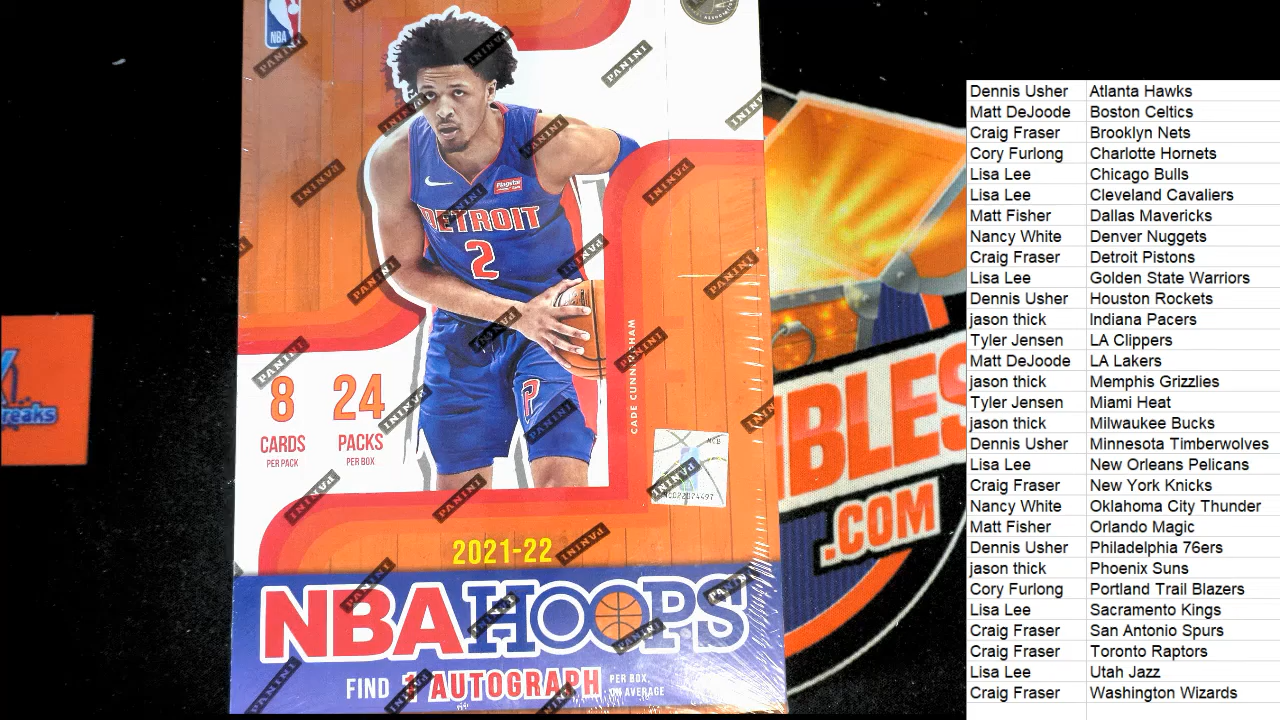 NBA
PANINI
Flagstar
DETROIT
2
CADE CUNNINGHAM
8 24
CARDS PACKS
PER PACK PER BOX
2021-22
NBA HOOPS
FIND 1 AUTOGRAPH PER BOX,
ON AVERAGE
reaks
BLES
.COM
Dennis Usher Atlanta Hawks
Matt DeJoode Boston Celtics
Craig Fraser Brooklyn Nets
Cory Furlong Charlotte Hornets
Lisa Lee Chicago Bulls
Lisa Lee Cleveland Cavaliers
Matt Fisher Dallas Mavericks
Nancy White Denver Nuggets
Craig Fraser Detroit Pistons
Lisa Lee Golden State Warriors
Dennis Usher Houston Rockets
jason thick Indiana Pacers
Tyler Jensen LA Clippers
Matt DeJoode LA Lakers
jason thick Memphis Grizzlies
Tyler Jensen Miami Heat
jason thick Milwaukee Bucks
Dennis Usher Minnesota Timberwolves
Lisa Lee New Orleans Pelicans
Craig Fraser New York Knicks
Nancy White Oklahoma City Thunder
Matt Fisher Orlando Magic
Dennis Usher Philadelphia 76ers
jason thick Phoenix Suns
Cory Furlong Portland Trail Blazers
Lisa Lee Sacramento Kings
Craig Fraser San Antonio Spurs
Craig Fraser Toronto Raptors
Lisa Lee Utah Jazz
Craig Fraser Washington Wizards